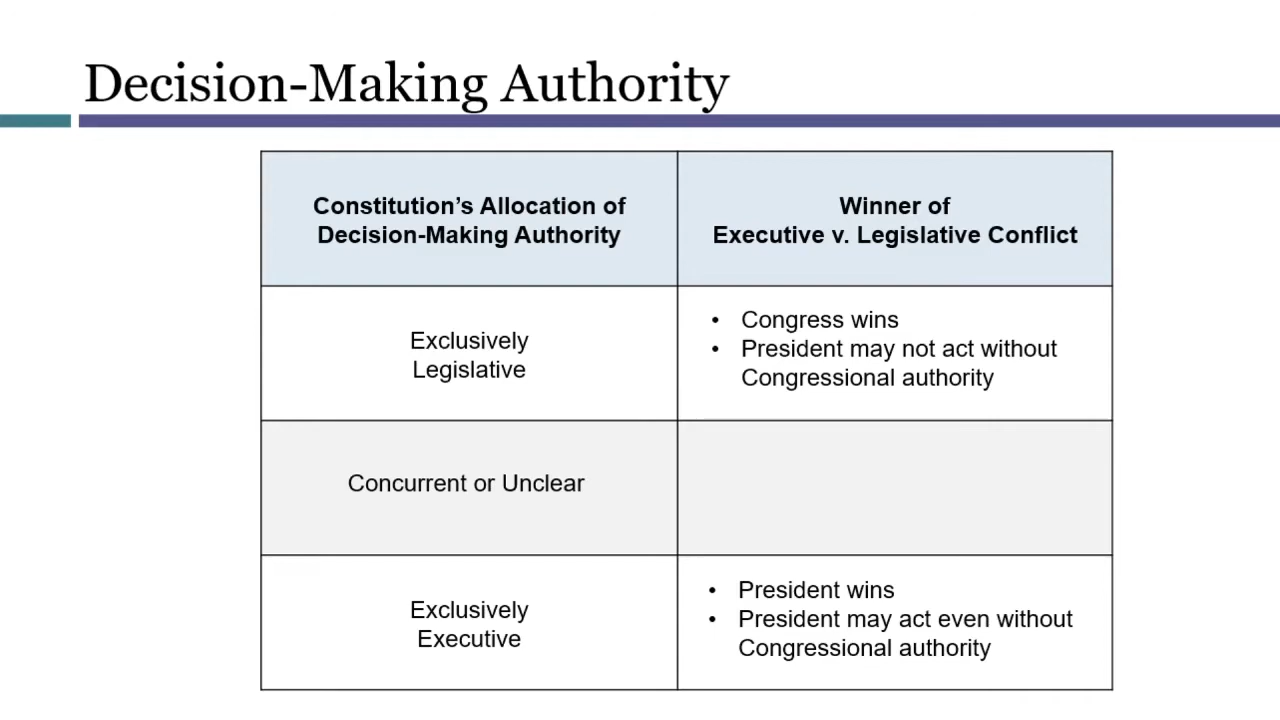 Decision-Making Authority
Constitution’s Allocation of
Decision-Making Authority
Winner of
Executive v. Legislative Conflict
Exclusively
Legislative
• Congress wins
• President may not act without
Congressional authority
Concurrent or Unclear
Exclusively
Executive
• President wins
• President may act even without
Congressional authority